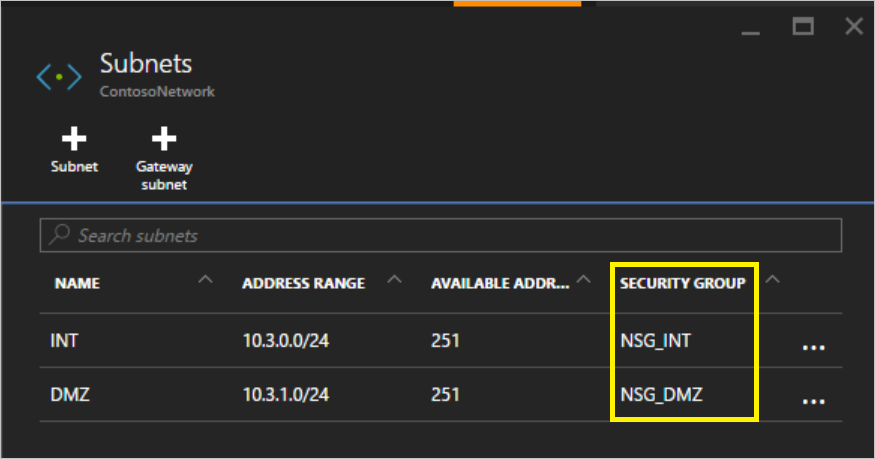 Subnets
ContosoNetwork
Subnet
Gateway
subnet
Search subnets
NAME ADDRESS RANGE AVAILABLE ADDR... SECURITY GROUP
INT 10.3.0.0/24 251 NSG_INT ...
DMZ 10.3.1.0/24 251 NSG_DMZ ...